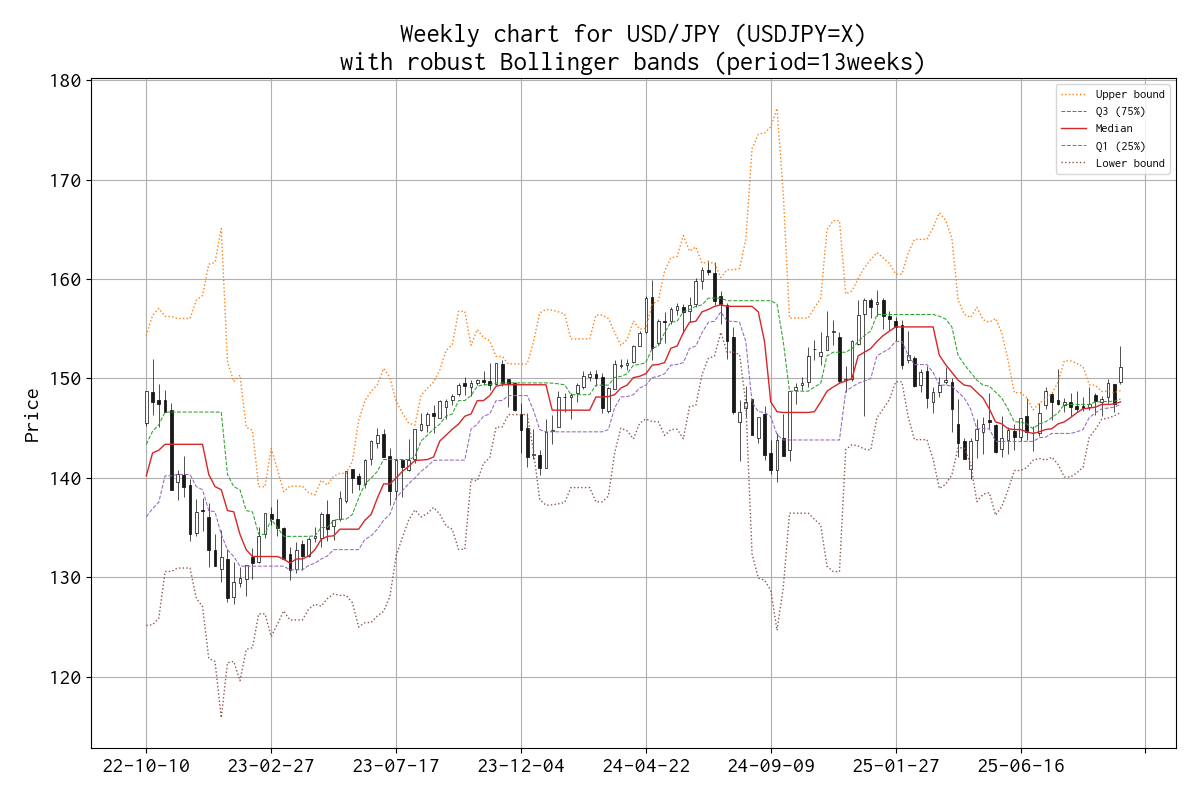 Weekly chart for USD/JPY (USDJPY=X)
with robust Bollinger bands (period=13weeks)
Upper bound
Q3 (75%)
Median
Q1 (25%)
Lower bound
Price
180
170
160
150
140
130
120
22-10-10
23-02-27
23-07-17
23-12-04
24-04-22
24-09-09
25-01-27
25-06-16